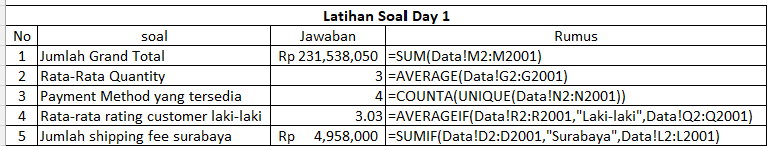 Latihan Soal Day 1
No soal Jawaban Rumus
1 Jumlah Grand Total Rp 231,538,050 =SUM(Data!M2:M2001)
2 Rata-Rata Quantity 3 =AVERAGE(Data!G2:G2001)
3 Payment Method yang tersedia 4 =COUNTA(UNIQUE(Data!N2:N2001))
4 Rata-rata rating customer laki-laki 3.03 =AVERAGEIF(Data!R2:R2001,"Laki-laki",Data!Q2:Q2001)
5 Jumlah shipping fee surabaya Rp 4,958,000 =SUMIF(Data!D2:D2001,"Surabaya",Data!L2:L2001)